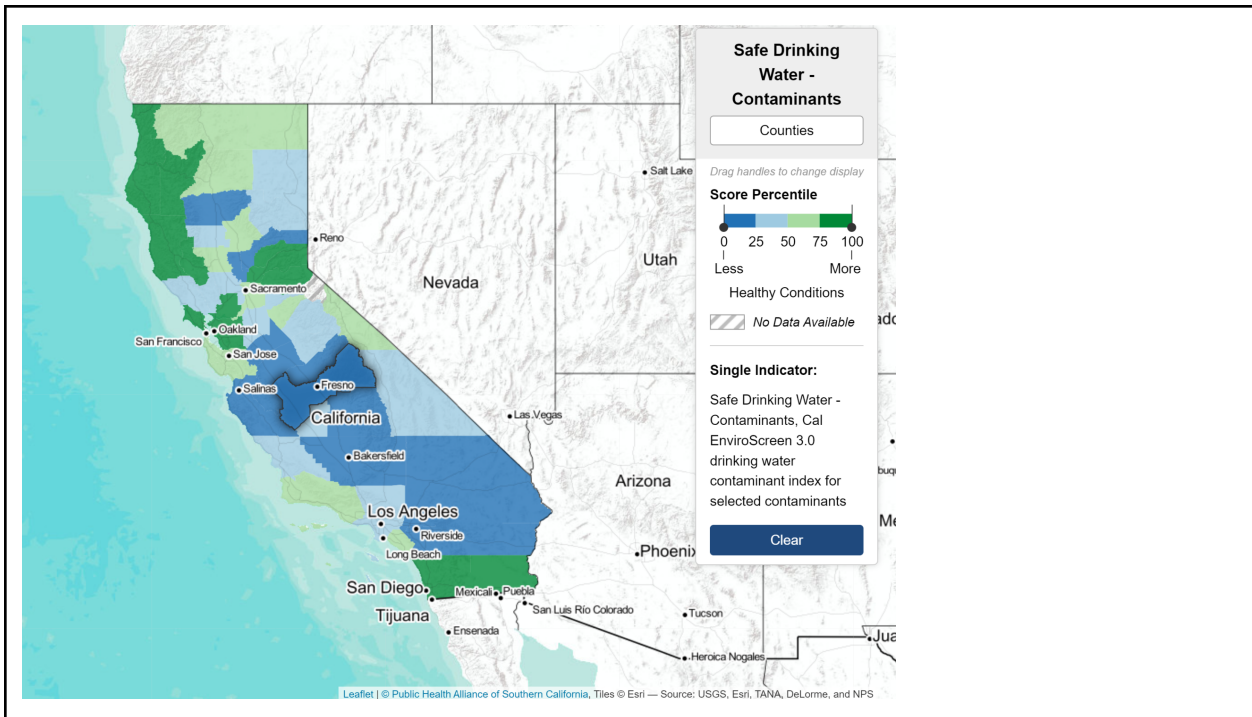 Safe Drinking
Water -
Contaminants
Counties
Drag handles to change display
Score Percentile
0 25 50 75 100
Less More
Healthy Conditions
No Data Available
Single Indicator:
Safe Drinking Water -
Contaminants, Cal
EnviroScreen 3.0
drinking water
contaminant index for
selected contaminants
Clear
Salt Lake
Reno
Utah
Nevada
Sacramento
Oakland
San Francisco
San Jose
Salinas
Fresno
California
Las Vegas
Bakersfield
Arizona
Los Angeles
Riverside
Long Beach
Phoenix
San Diego
Mexicali
Puebla
Tijuana
San Luis Río Colorado
Tucson
Ensenada
Heroica Nogales
Jua
Leaflet | © Public Health Alliance of Southern California, Tiles © Esri — Source: USGS, Esri, TANA, DeLorme, and NPS